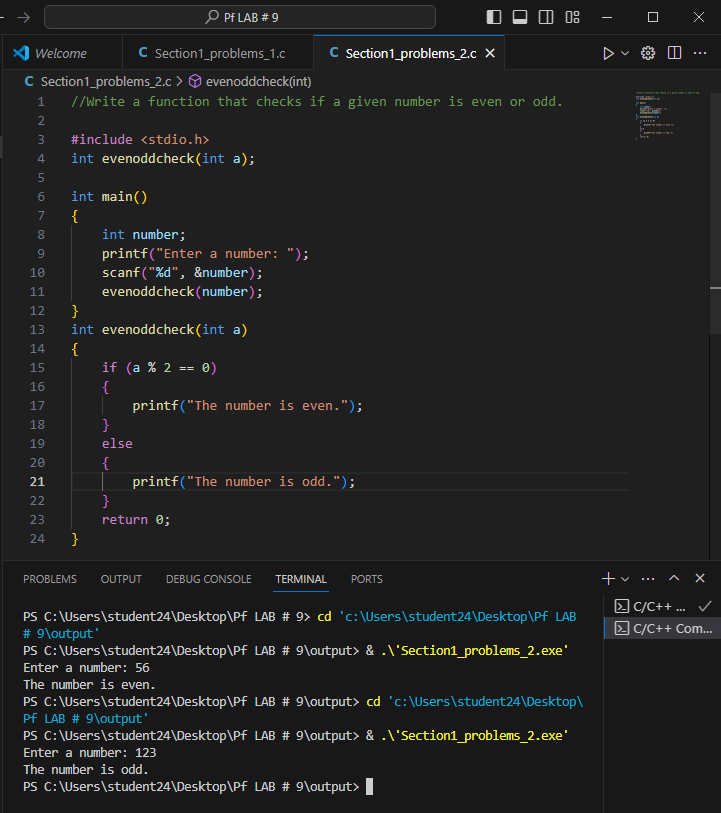 Pf LAB # 9
Welcome
C Section1_problems_1.c
C Section1_problems_2.c
C Section1_problems_2.c > evenoddcheck(int)
1 //Write a function that checks if a given number is even or odd.
2
3 #include <stdio.h>
4 int evenoddcheck(int a);
5
6 int main()
7 {
8 int number;
9 printf("Enter a number: ");
10 scanf("%d", &number);
11 evenoddcheck(number);
12 }
13 int evenoddcheck(int a)
14 {
15 if (a % 2 == 0)
16 {
17 printf("The number is even.");
18 }
19 else
20 {
21 printf("The number is odd.");
22 }
23 return 0;
24 }
PROBLEMS OUTPUT DEBUG CONSOLE TERMINAL PORTS
PS C:\Users\student24\Desktop\Pf LAB # 9> cd 'c:\Users\student24\Desktop\Pf LAB
# 9\output'
PS C:\Users\student24\Desktop\Pf LAB # 9\output> & .\'Section1_problems_2.exe'
Enter a number: 56
The number is even.
PS C:\Users\student24\Desktop\Pf LAB # 9\output> cd 'c:\Users\student24\Desktop\
Pf LAB # 9\output'
PS C:\Users\student24\Desktop\Pf LAB # 9\output> & .\'Section1_problems_2.exe'
Enter a number: 123
The number is odd.
PS C:\Users\student24\Desktop\Pf LAB # 9\output>
C/C++ ...
C/C++ Com...